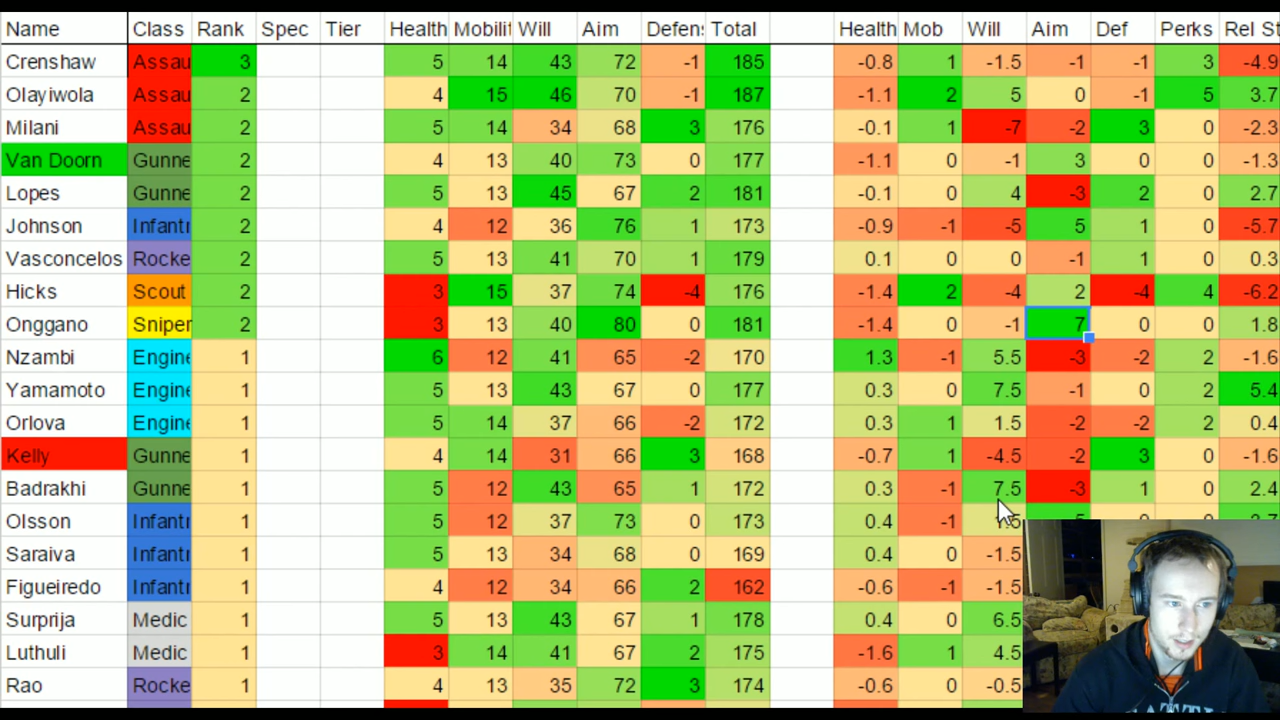 Name Class Rank Spec Tier Health Mobilit Will Aim Defens Total Health Mob Will Aim Def Perks Rel St
Crenshaw Assau 3 5 14 43 72 -1 185 -0.8 1 -1.5 -1 -1 3 -4.9
Olayiwola Assau 2 4 15 46 70 -1 187 -1.1 2 5 0 -1 5 3.7
Milani Assau 2 5 14 34 68 3 176 -0.1 1 -7 -2 3 0 -2.3
Van Doorn Gunne 2 4 13 40 73 0 177 -1.1 0 -1 3 0 0 -1.3
Lopes Gunne 2 5 13 45 67 2 181 -0.1 0 4 -3 2 0 2.7
Johnson Infantr 2 4 12 36 76 1 173 -0.9 -1 -5 5 1 0 -5.7
Vasconcelos Rocke 2 5 13 41 70 1 179 0.1 0 0 -1 1 0 0.3
Hicks Scout 2 3 15 37 74 -4 176 -1.4 2 -4 2 -4 4 -6.2
Onggano Sniper 2 3 13 40 80 0 181 -1.4 0 -1 7 0 0 1.8
Nzambi Engine 1 6 12 41 65 -2 170 1.3 -1 5.5 -3 -2 2 -1.6
Yamamoto Engine 1 5 13 43 67 0 177 0.3 0 7.5 -1 0 2 5.4
Orlova Engine 1 5 14 37 66 -2 172 0.3 1 1.5 -2 -2 2 0.4
Kelly Gunne 1 4 14 31 66 3 168 -0.7 1 -4.5 -2 3 0 -1.6
Badrakhi Gunne 1 5 12 43 65 1 172 0.3 -1 7.5 -3 1 0 2.4
Olsson Infantr 1 5 12 37 73 0 173 0.4 -1
Saraiva Infantr 1 5 13 34 68 0 169 0.4 0 -1.5
Figueiredo Infantr 1 4 12 34 66 2 162 -0.6 -1 -1.5
Surprija Medic 1 5 13 43 67 1 178 0.4 0 6.5
Luthuli Medic 1 3 14 41 67 2 175 -1.6 1 4.5
Rao Rocke 1 4 13 35 72 3 174 -0.6 0 -0.5